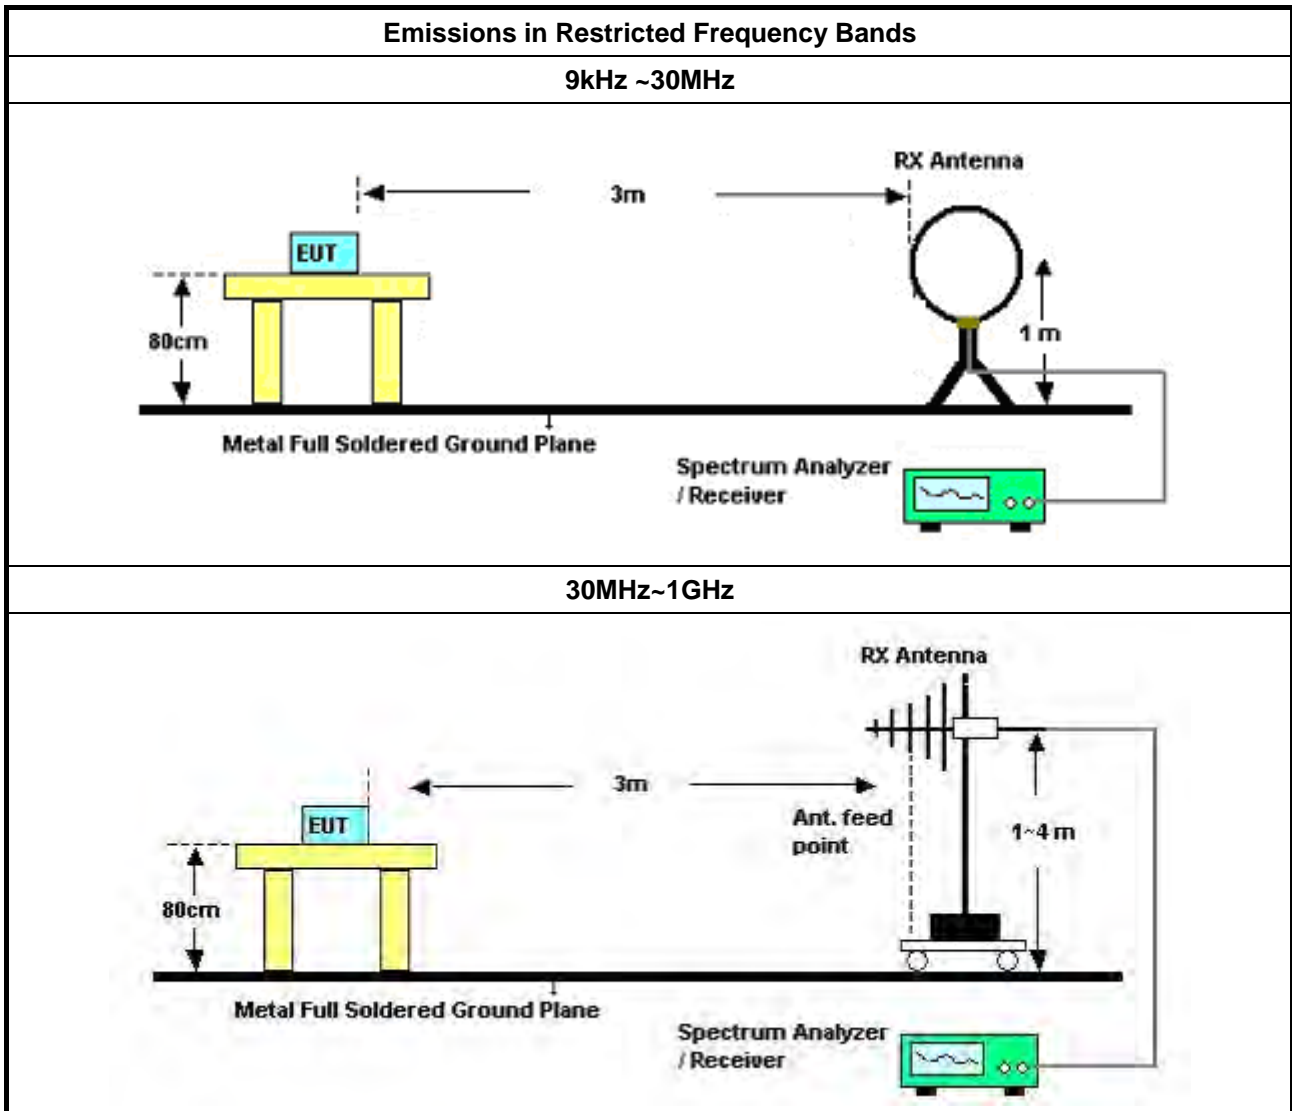 Emissions in Restricted Frequency Bands
9kHz ~30MHz
RX Antenna
3m
EUT
80cm
1 m
Metal Full Soldered Ground Plane
Spectrum Analyzer
/ Receiver
30MHz~1GHz
RX Antenna
3m
Ant. feed
point
EUT
1~4 m
80cm
Metal Full Soldered Ground Plane
Spectrum Analyzer
/ Receiver